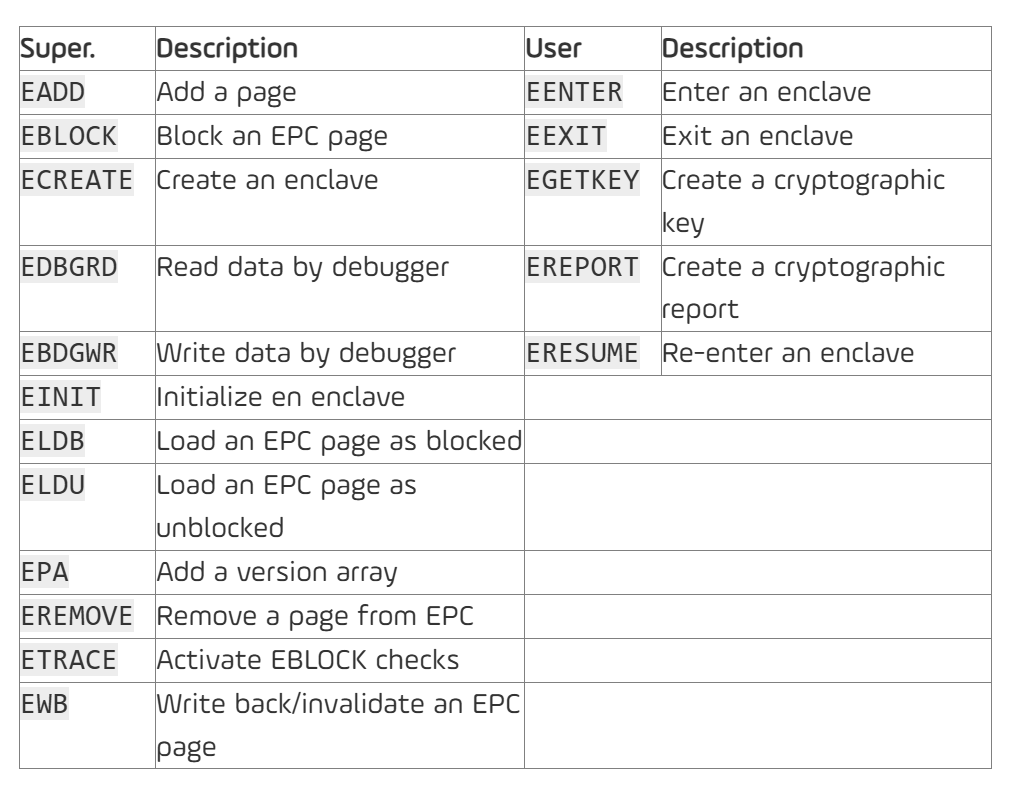 Super. Description User Description
EADD Add a page EENTER Enter an enclave
EBLOCK Block an EPC page EEXIT Exit an enclave
ECREATE Create an enclave EGETKEY Create a cryptographic
key
EDBGRD Read data by debugger EREPORT Create a cryptographic
report
EBDGWR Write data by debugger ERESUME Re-enter an enclave
EINIT Initialize en enclave
ELDB Load an EPC page as blocked
ELDU Load an EPC page as
unblocked
EPA Add a version array
EREMOVE Remove a page from EPC
ETRACE Activate EBLOCK checks
EWB Write back/invalidate an EPC
page